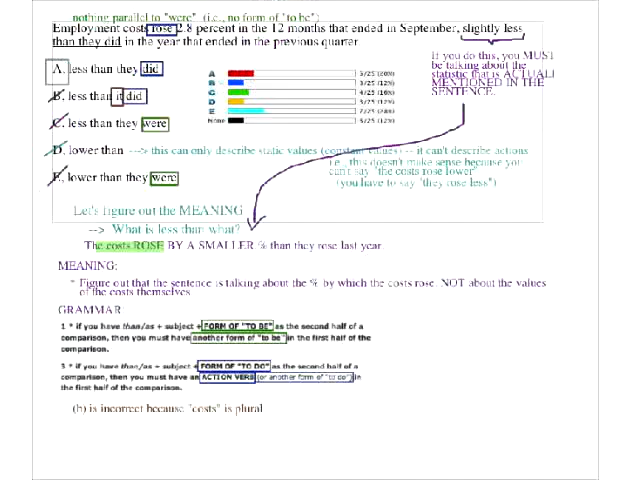 nothing parallel to "were" (i.e., no form of "to be")
Employment costs rose 2.8 percent in the 12 months that ended in September, slightly less
than they did in the year that ended in the previous quarter
If you do this, you MUST
be talking about the
statistic that is ACTUALL
MENTIONED IN THE
SENTENCE.
A. less than they did
B. less than it did
C. less than they were
D. lower than ---> this can only describe static values (constant values) -- it can't describe actions
i.e., this doesn't make sense because you
can't say "the costs rose lower"
(you have to say "they rose less")
E. lower than they were
A 5/25 (20%)
B 3/25 (12%)
C 4/25 (16%)
D 3/25 (12%)
E 7/25 (28%)
None 3/25 (12%)
Let's figure out the MEANING
--> What is less than what?
The costs ROSE BY A SMALLER % than they rose last year
MEANING:
* Figure out that the sentence is talking about the % by which the costs rose. NOT about the values
of the costs themselves
GRAMMAR
1 * if you have than/as + subject + FORM OF "TO BE" as the second half of a
comparison, then you must have another form of "to be" in the first half of the
comparison.
3 * if you have than/as + subject + FORM OF "TO DO" as the second half of a
comparison, then you must have an ACTION VERB (or another form of "to do") in
the first half of the comparison.
(b) is incorrect because "costs" is plural